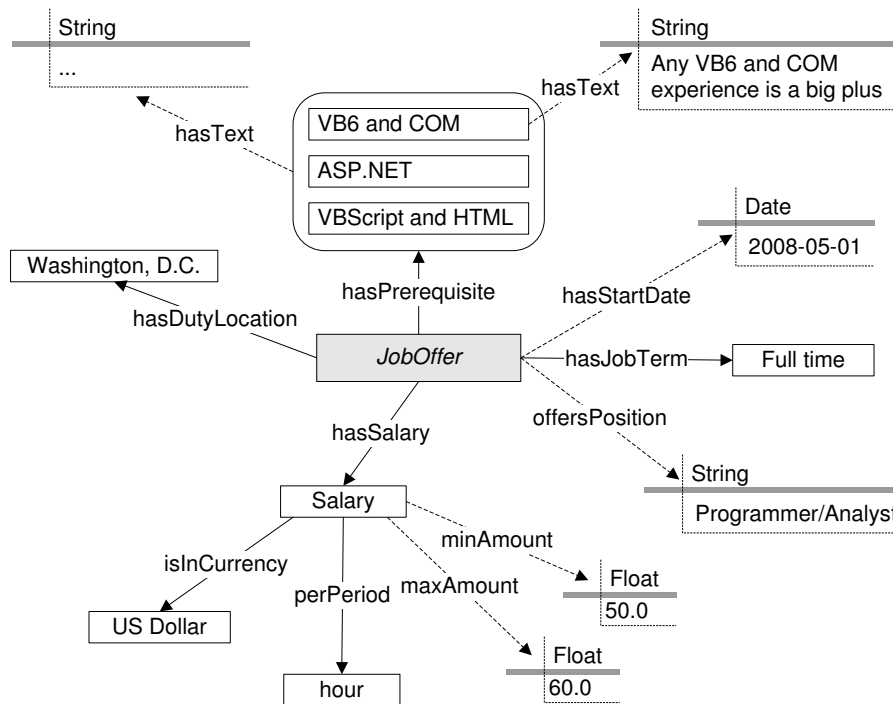 String
...
hasText
VB6 and COM
ASP.NET
VBScript and HTML
hasText
String
Any VB6 and COM
experience is a big plus
Date
2008-05-01
Washington, D.C.
hasDutyLocation
hasPrerequisite
hasStartDate
JobOffer
hasJobTerm
Full time
hasSalary
offersPosition
String
Programmer/Analyst
Salary
isInCurrency
perPeriod
minAmount
maxAmount
Float
50.0
US Dollar
hour
Float
60.0